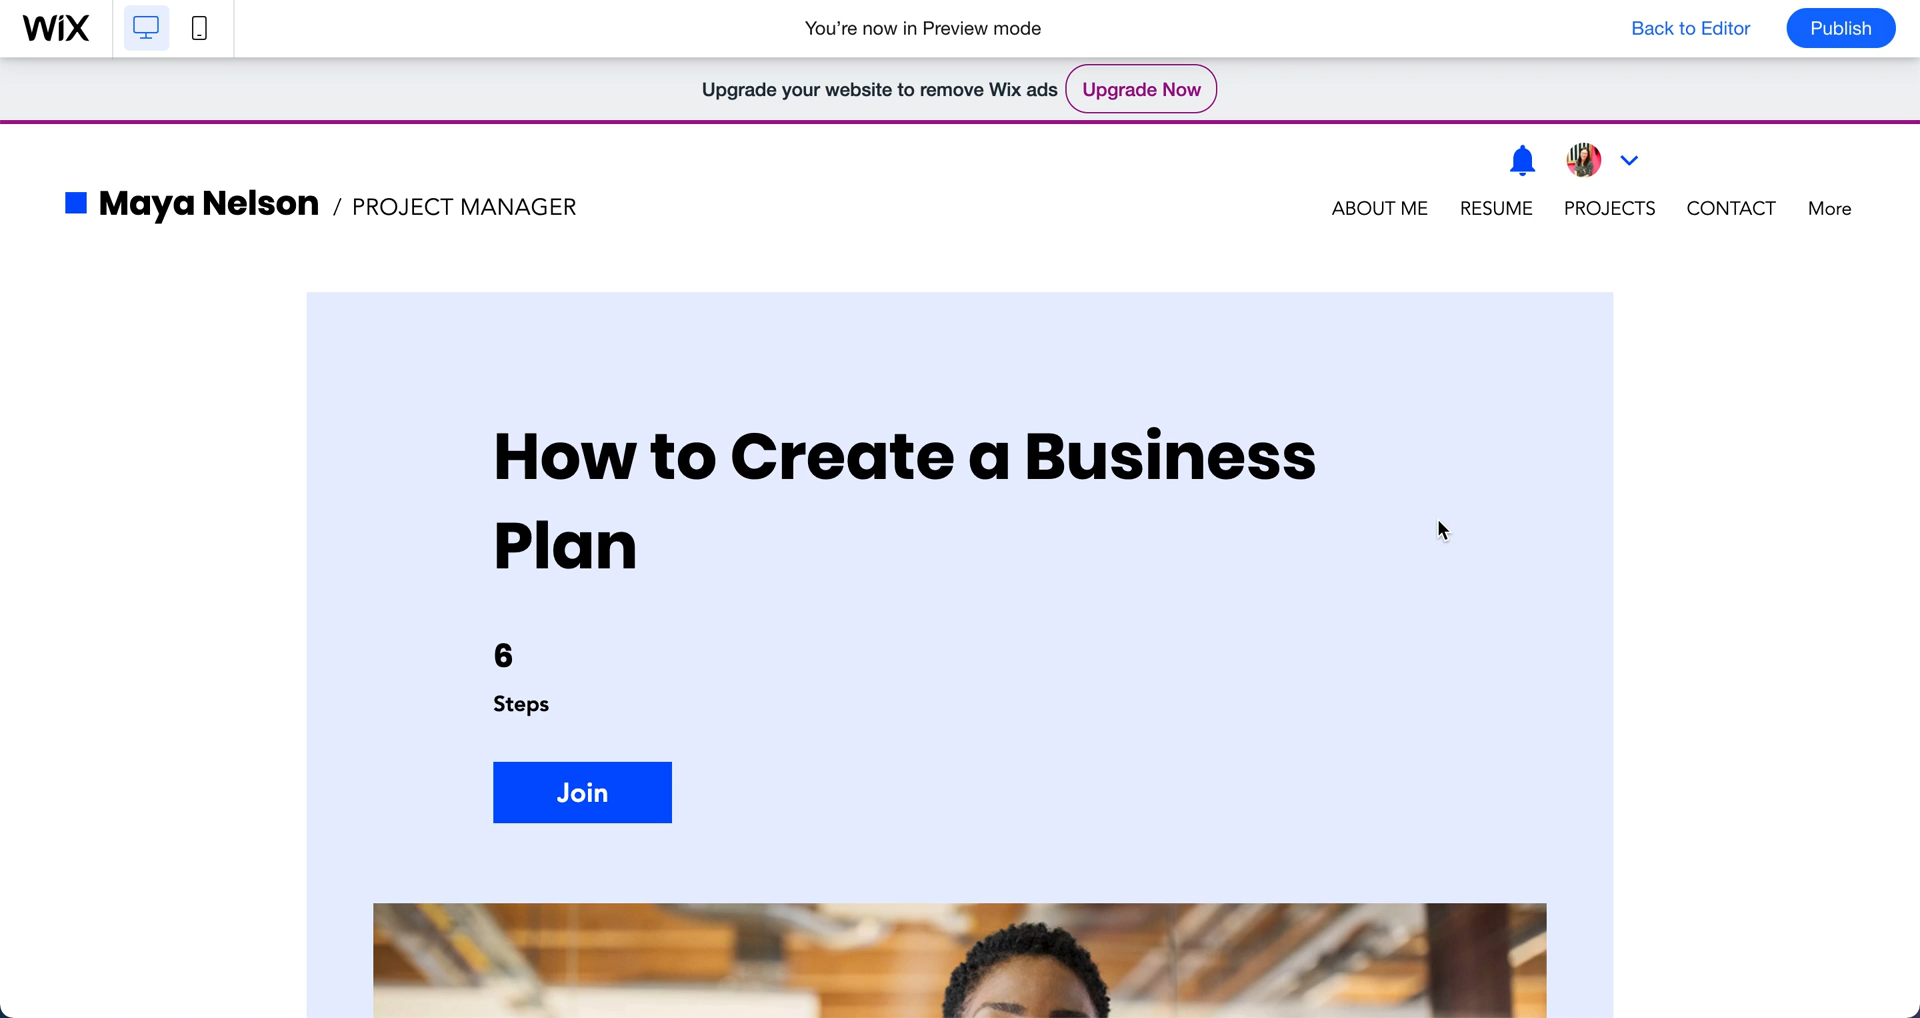 WiX
You're now in Preview mode
Back to Editor
Publish
Upgrade your website to remove Wix ads
Upgrade Now
Maya Nelson / PROJECT MANAGER
ABOUT ME
RESUME
PROJECTS
CONTACT
More
How to Create a Business
Plan
6
Steps
Join